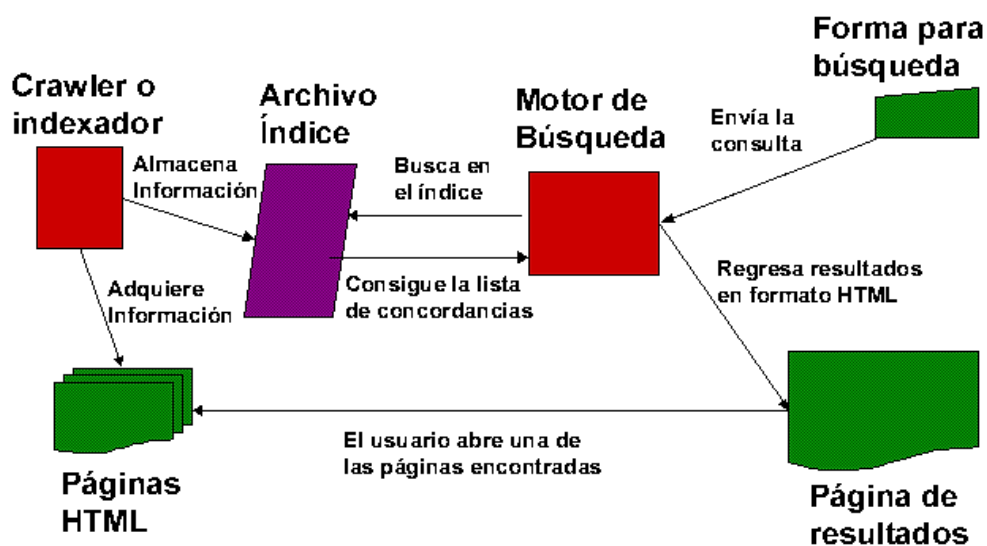 Forma para
búsqueda
Crawler o
indexador
Archivo
Índice
Motor de
Búsqueda
Envía la
consulta
Almacena
Información
Busca en
el índice
Adquiere
Información
Consigue la lista
de concordancias
Regresa resultados
en formato HTML
El usuario abre una de
las páginas encontradas
Páginas
HTML
Página de
resultados